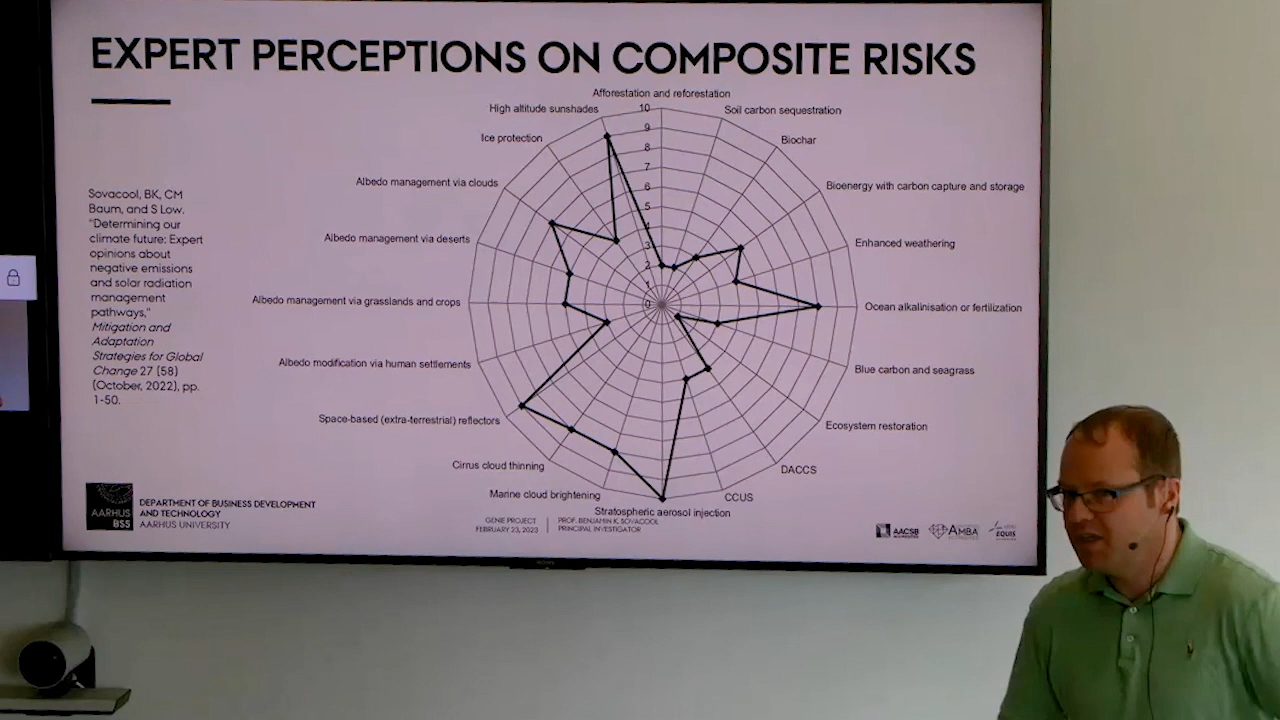 EXPERT PERCEPTIONS ON COMPOSITE RISKS
Sovacool, BK, CM
Baum, and S Low.
"Determining our
climate future: Expert
opinions about
negative emissions
and solar radiation
management
pathways,"
Mitigation and
Adaptation
Strategies for Global
Change 27 (58)
(October, 2022), pp.
1-50.
Afforestation and reforestation
Soil carbon sequestration
Biochar
Bioenergy with carbon capture and storage
Enhanced weathering
Ocean alkalinisation or fertilization
Blue carbon and seagrass
Ecosystem restoration
DACCS
CCUS
Stratospheric aerosol injection
Marine cloud brightening
Cirrus cloud thinning
Space-based (extra-terrestrial) reflectors
Albedo modification via human settlements
Albedo management via grasslands and crops
Albedo management via deserts
Albedo management via clouds
Ice protection
High altitude sunshades
10
9
8
7
6
5
4
3
2
1
0
AARHUS
BSS
DEPARTMENT OF BUSINESS DEVELOPMENT
AND TECHNOLOGY
AARHUS UNIVERSITY
GENIE PROJECT
FEBRUARY 23, 2023
PROF. BENJAMIN K. SOVACOOL
PRINCIPAL INVESTIGATOR
AACSB
AMBA
EQUIS